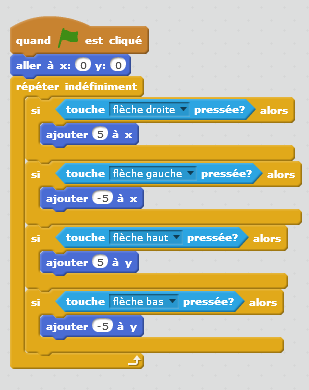 quand est cliqué
aller à x: 0 y: 0
répéter indéfiniment
si touche flèche droite pressée? alors
ajouter 5 à x
si touche flèche gauche pressée? alors
ajouter -5 à x
si touche flèche haut pressée? alors
ajouter 5 à y
si touche flèche bas pressée? alors
ajouter -5 à y